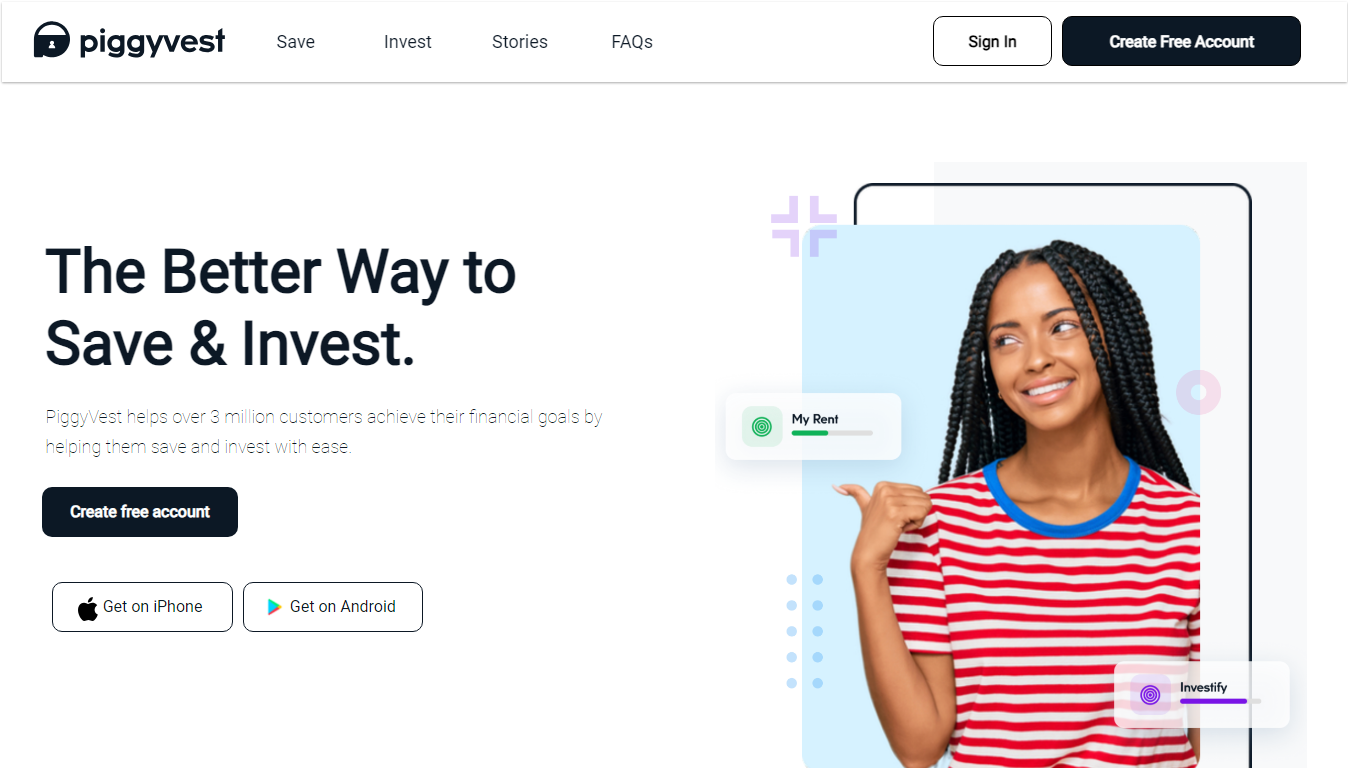 piggyvest Save Invest Stories FAQs Sign In Create Free Account
The Better Way to
Save & Invest.
PiggyVest helps over 3 million customers achieve their financial goals by
helping them save and invest with ease.
My Rent
Create free account
Get on iPhone Get on Android
Investify